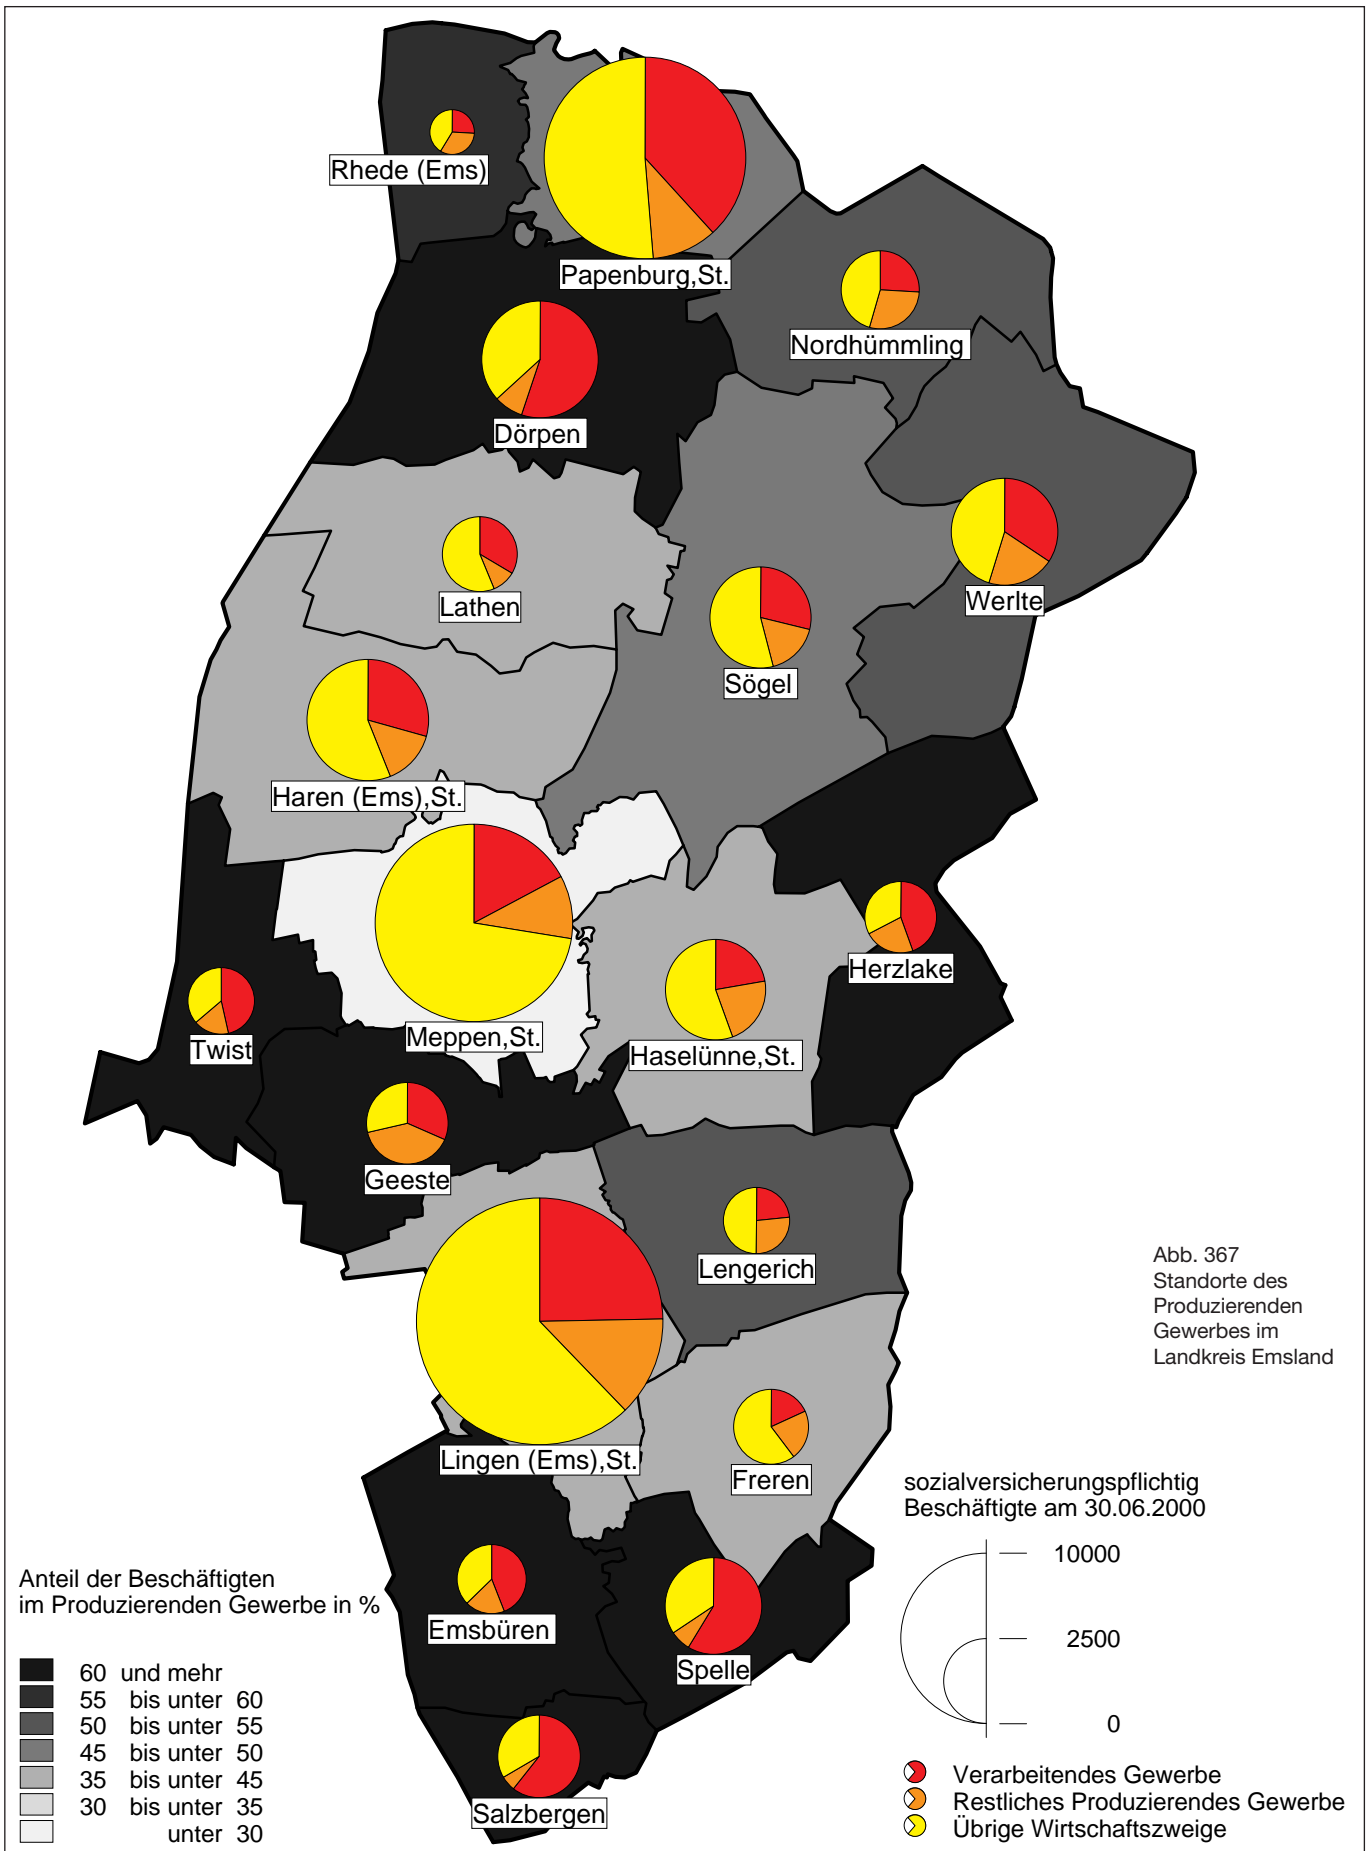 Rhede (Ems)
Papenburg,St.
Nordhümmling
Dörpen
Lathen
Werlte
Sögel
Haren (Ems),St.
Herzlake
Twist
Meppen,St.
Haselünne,St.
Geeste
Lengerich
Abb. 367
Standorte des
Produzierenden
Gewerbes im
Landkreis Emsland
Lingen (Ems),St.
Freren
sozialversicherungspflichtig
Beschäftigte am 30.06.2000
10000
2500
0
Emsbüren
Spelle
Salzbergen
Anteil der Beschäftigten
im Produzierenden Gewerbe in %
60 und mehr
55 bis unter 60
50 bis unter 55
45 bis unter 50
35 bis unter 45
30 bis unter 35
unter 30
Verarbeitendes Gewerbe
Restliches Produzierendes Gewerbe
Übrige Wirtschaftszweige